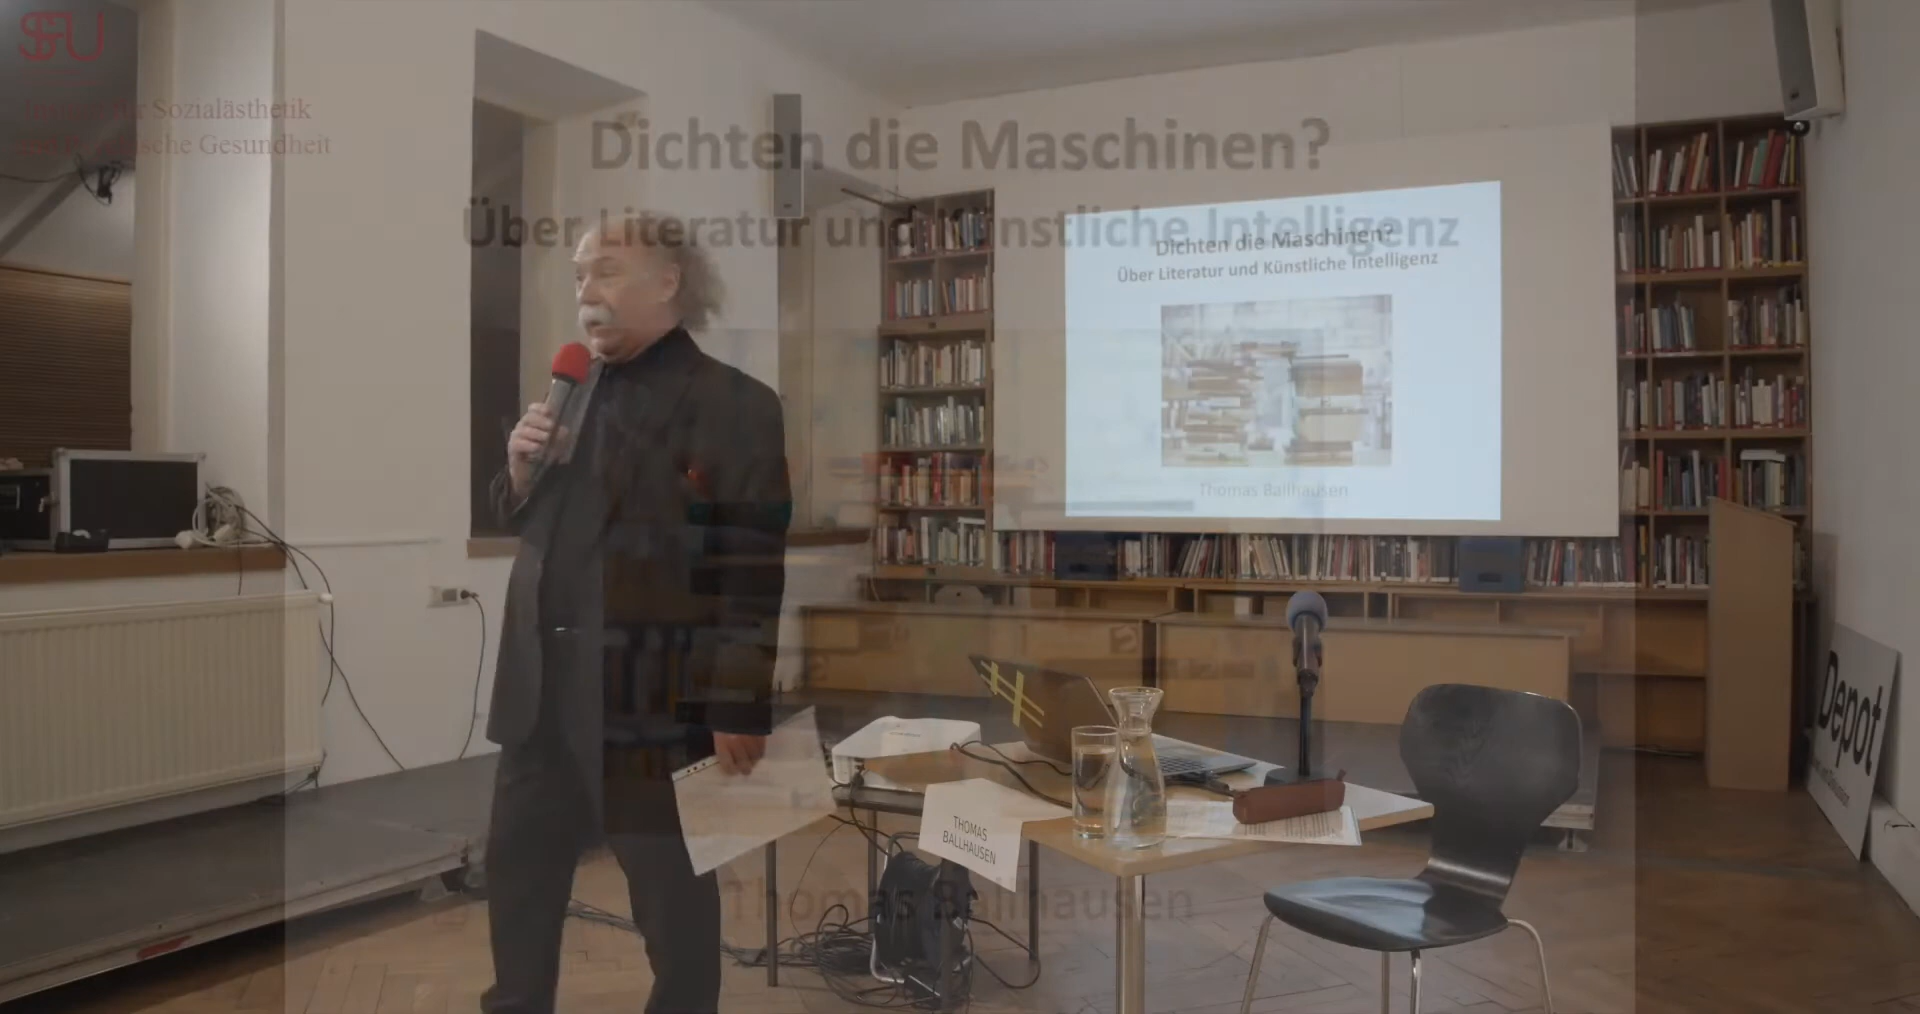 SFU
Institut für Sozialästhetik
und psychische Gesundheit
Dichten die Maschinen?
Über Literatur und Künstliche Intelligenz
Dichten die Maschinen?
Über Literatur und Künstliche Intelligenz
Thomas Ballhausen
THOMAS
BALLHAUSEN
Depot
Thomas Ballhausen